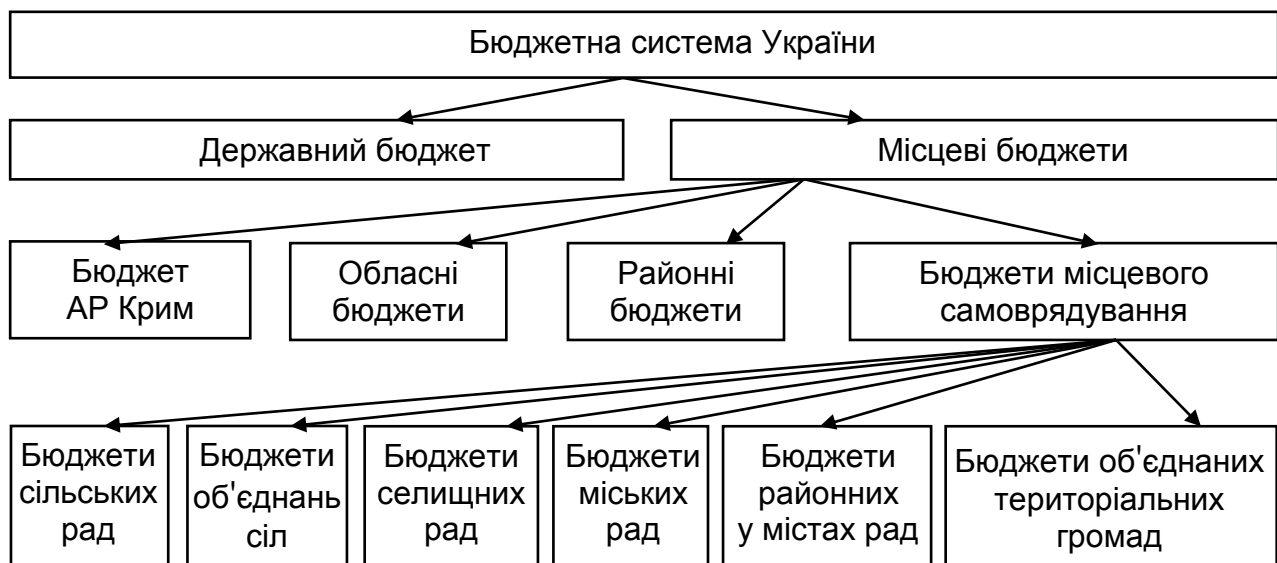 Бюджетна система України
Державний бюджет
Місцеві бюджети
Бюджет
АР Крим
Обласні
бюджети
Районні
бюджети
Бюджети місцевого
самоврядування
Бюджети
сільських
рад
Бюджети
об'єднань
сіл
Бюджети
селищних
рад
Бюджети
міських
рад
Бюджети
районних
у містах рад
Бюджети об'єднаних
територіальних
громад